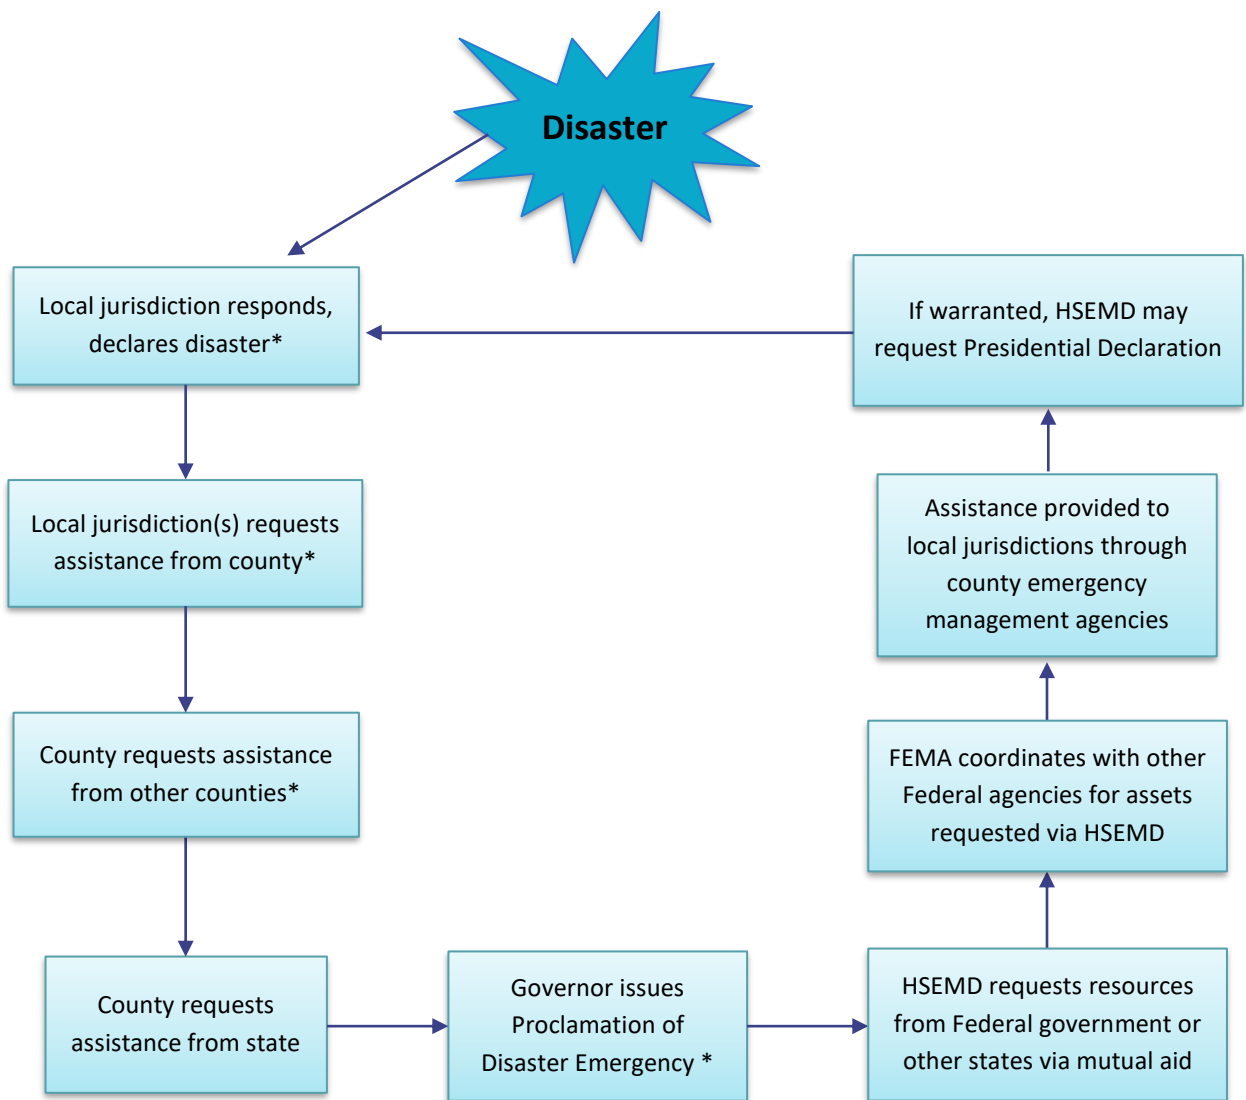 Disaster
Local jurisdiction responds,
declares disaster*
Local jurisdiction(s) requests
assistance from county*
County requests assistance
from other counties*
County requests
assistance from state
Governor issues
Proclamation of
Disaster Emergency *
HSEMD requests resources
from Federal government or
other states via mutual aid
FEMA coordinates with other
Federal agencies for assets
requested via HSEMD
Assistance provided to
local jurisdictions through
county emergency
management agencies
If warranted, HSEMD may
request Presidential Declaration